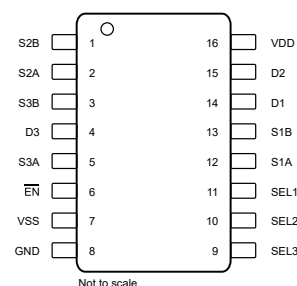 S2B 1 16 VDD
S2A 2 15 D2
S3B 3 14 D1
D3 4 13 S1B
S3A 5 12 S1A
EN 6 11 SEL1
VSS 7 10 SEL2
GND 8 9 SEL3
Not to scale